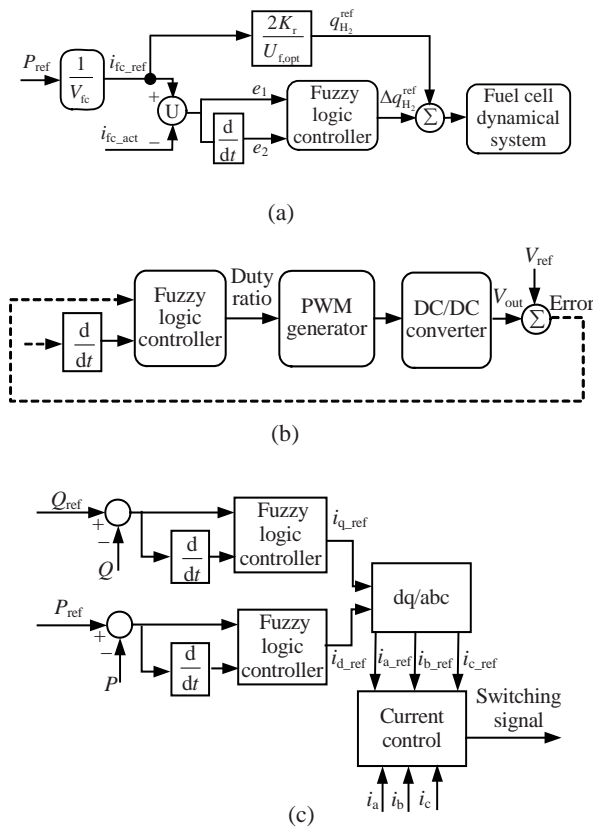 2K_r
U_f,opt
q_H2^ref
P_ref
1
V_fc
i_fc_ref
+
U
−
i_fc_act
e_1
d
dt
e_2
Fuzzy
logic
controller
Δq_H2^ref
Σ
Fuel cell
dynamical
system
(a)
d
dt
Fuzzy
logic
controller
Duty
ratio
PWM
generator
DC/DC
converter
V_out
V_ref
Σ
Error
(b)
Q_ref
+
−
Q
d
dt
Fuzzy
logic
controller
i_q_ref
P_ref
+
−
P
d
dt
Fuzzy
logic
controller
i_d_ref
dq/abc
i_a_ref i_b_ref i_c_ref
Current
control
Switching
signal
i_a i_b i_c
(c)